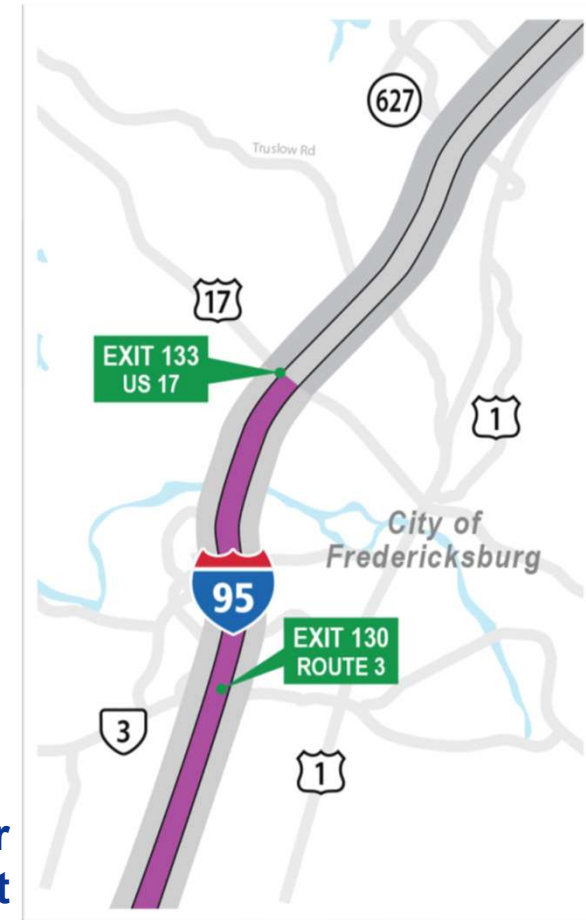 627
Truslow Rd
17
EXIT 133
US 17
1
City of
Fredericksburg
95
EXIT 130
ROUTE 3
3
1
r
t